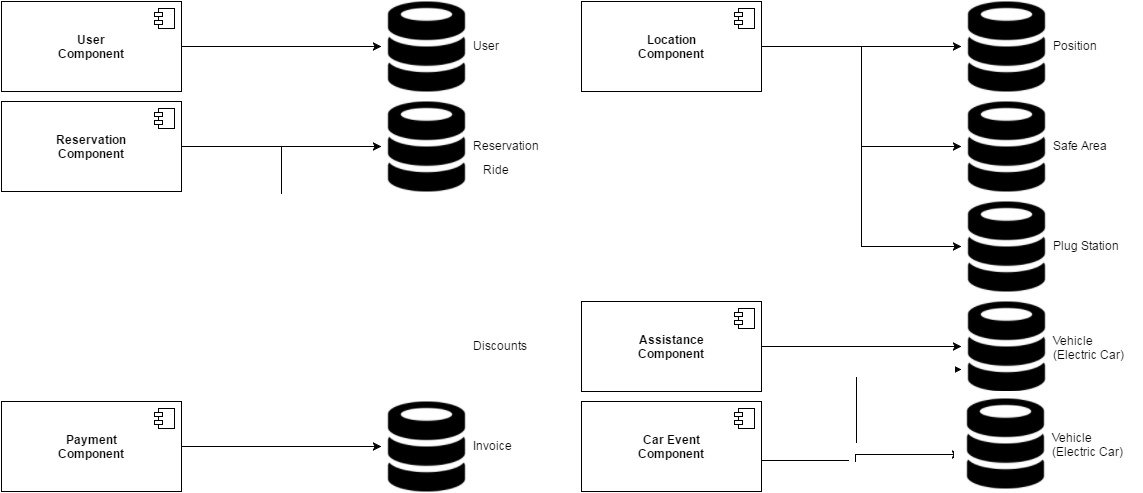 User
Component
User
Reservation
Component
Reservation
Ride
Discounts
Payment
Component
Invoice
Location
Component
Position
Safe Area
Plug Station
Assistance
Component
Vehicle
(Electric Car)
Car Event
Component
Vehicle
(Electric Car)